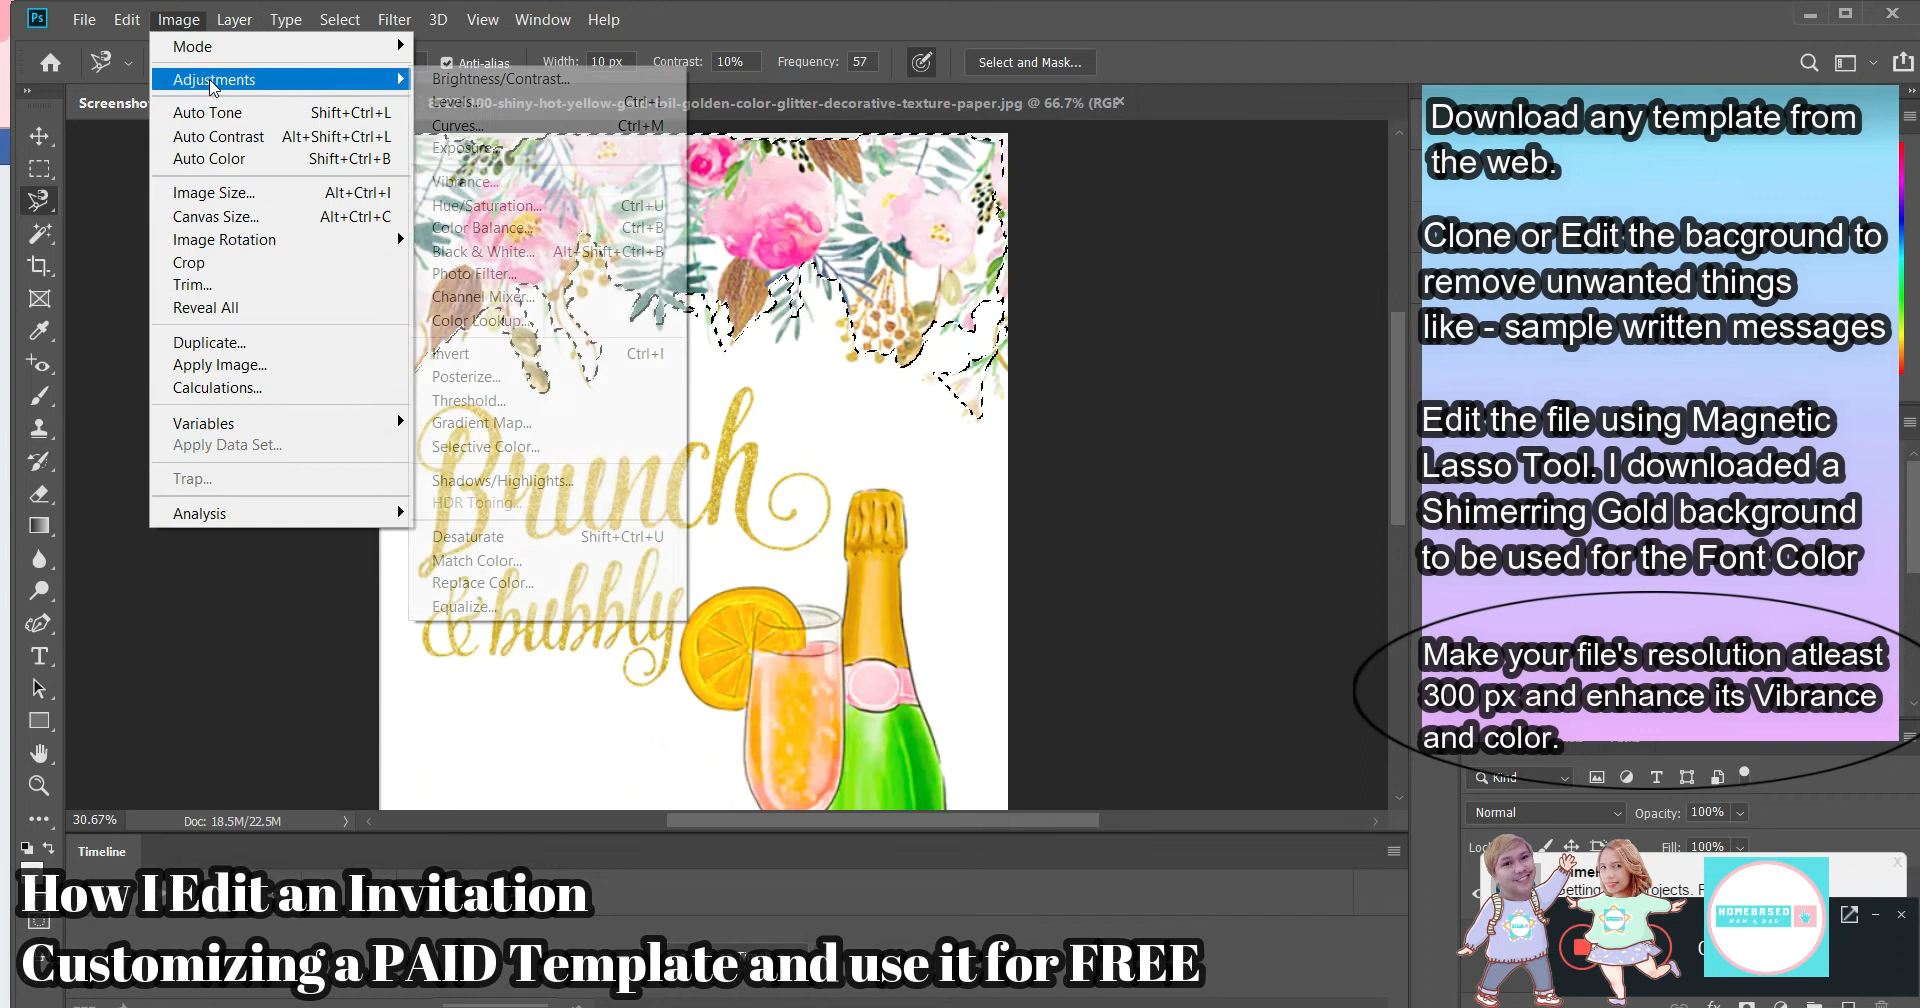 Ps File Edit Image Layer Type Select Filter 3D View Window Help
Anti-alias Width: 10 px Contrast: 10% Frequency: 57 Select and Mask...
Mode
Adjustments
Auto Tone Shift+Ctrl+L
Auto Contrast Alt+Shift+Ctrl+L
Auto Color Shift+Ctrl+B
Image Size... Alt+Ctrl+I
Canvas Size... Alt+Ctrl+C
Image Rotation
Crop
Trim...
Reveal All
Duplicate...
Apply Image...
Calculations...
Variables
Apply Data Set...
Trap...
Analysis
Brightness/Contrast...
Levels... Ctrl+L
Curves... Ctrl+M
Exposure...
Vibrance...
Hue/Saturation... Ctrl+U
Color Balance... Ctrl+B
Black & White... Alt+Shift+Ctrl+B
Photo Filter...
Channel Mixer...
Color Lookup...
Invert Ctrl+I
Posterize...
Threshold...
Gradient Map...
Selective Color...
Shadows/Highlights...
HDR Toning...
Desaturate Shift+Ctrl+U
Match Color...
Replace Color...
Equalize...
-shiny-hot-yellow-gold-foil-golden-color-glitter-decorative-texture-paper.jpg @ 66.7%
Brunch
& bubbly
Download any template from
the web.
Clone or Edit the bacground to
remove unwanted things
like - sample written messages
Edit the file using Magnetic
Lasso Tool. I downloaded a
Shimerring Gold background
to be used for the Font Color
Make your file's resolution atleast
300 px and enhance its Vibrance
and color.
Kind
Normal Opacity: 100%
Fill: 100%
30.67% Doc: 18.5M/22.5M
Timeline
How I Edit an Invitation
Customizing a PAID Template and use it for FREE
HOMEBASED
MOM & DAD